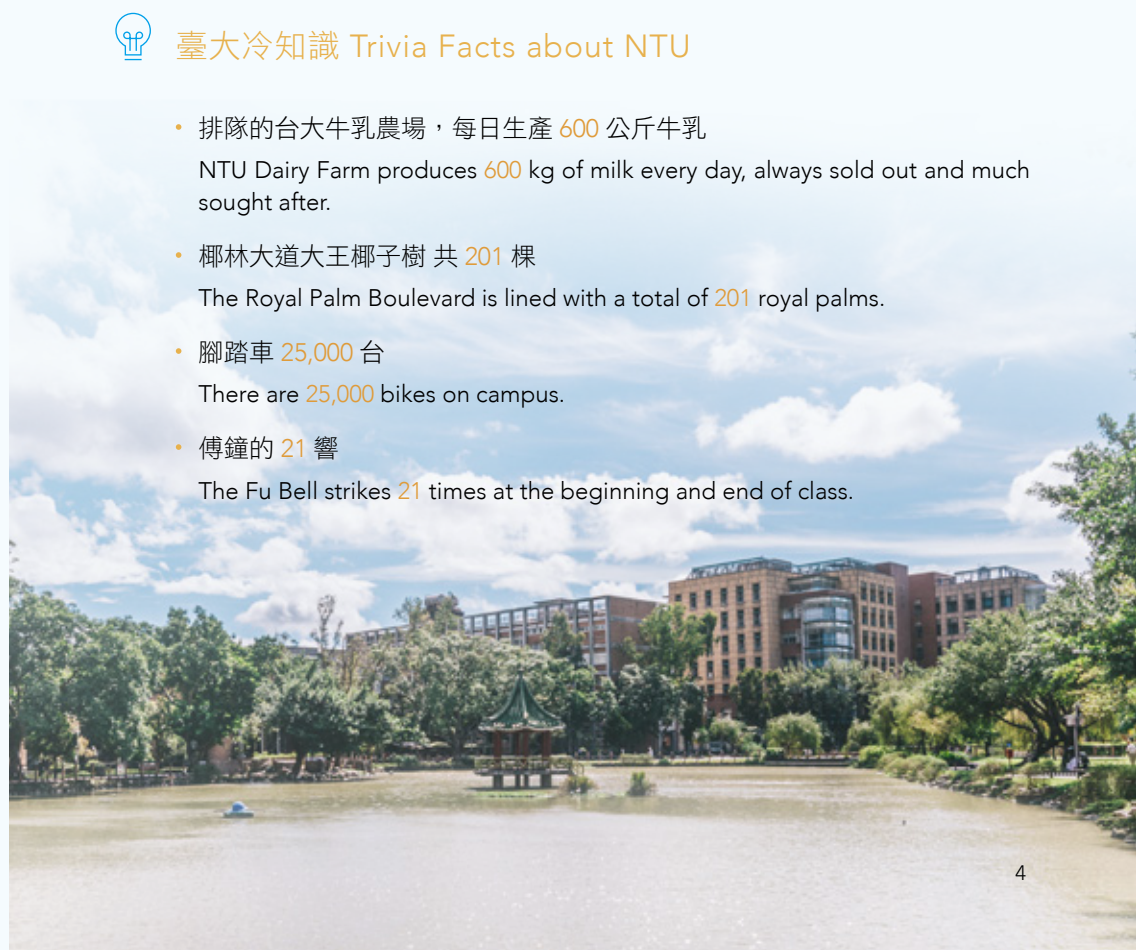 臺大冷知識 Trivia Facts about NTU
• 排隊的台大牛乳農場，每日生產 600 公斤牛乳
NTU Dairy Farm produces 600 kg of milk every day, always sold out and much
sought after.
• 椰林大道大王椰子樹 共 201 棵
The Royal Palm Boulevard is lined with a total of 201 royal palms.
• 腳踏車 25,000 台
There are 25,000 bikes on campus.
• 傅鐘的 21 響
The Fu Bell strikes 21 times at the beginning and end of class.
4